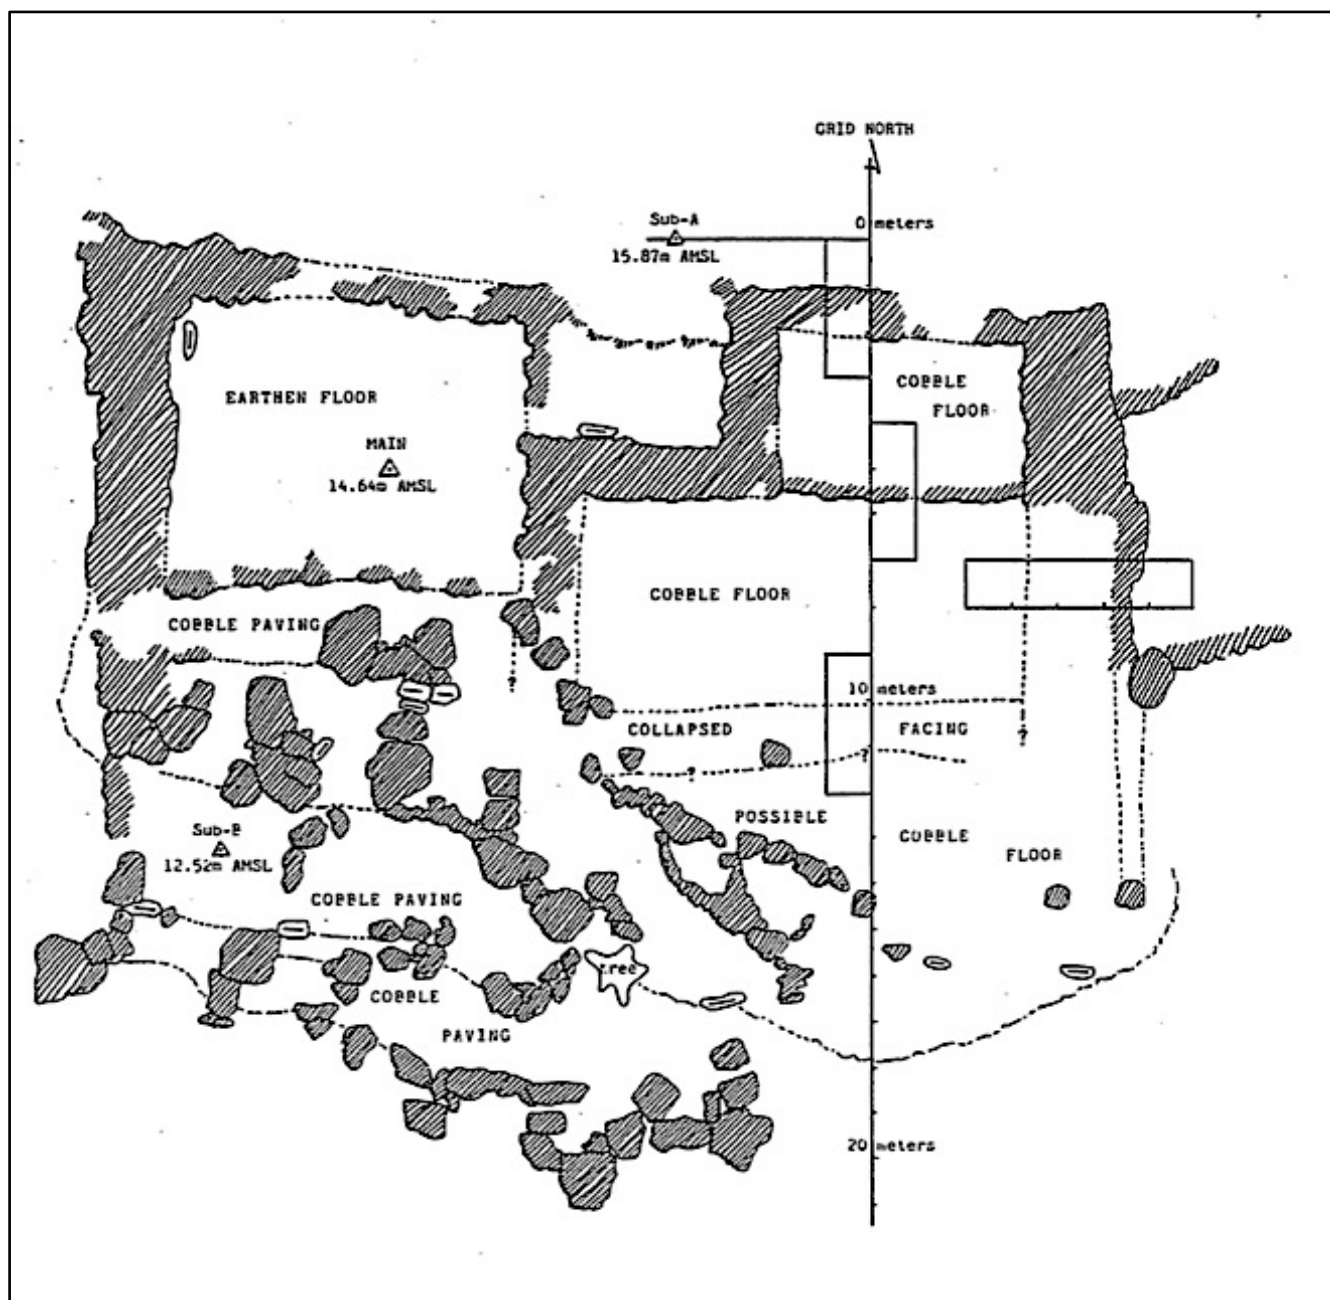 GRID NORTH
Sub-A
0 meters
15.87m AMSL
COBBLE
FLOOR
EARTHEN FLOOR
MAIN
14.64m AMSL
COBBLE FLOOR
COBBLE PAVING
?
10 meters
COLLAPSED
FACING
?
?
?
POSSIBLE
COBBLE
FLOOR
Sub-B
12.52m AMSL
COBBLE PAVING
tree
COBBLE
PAVING
20 meters